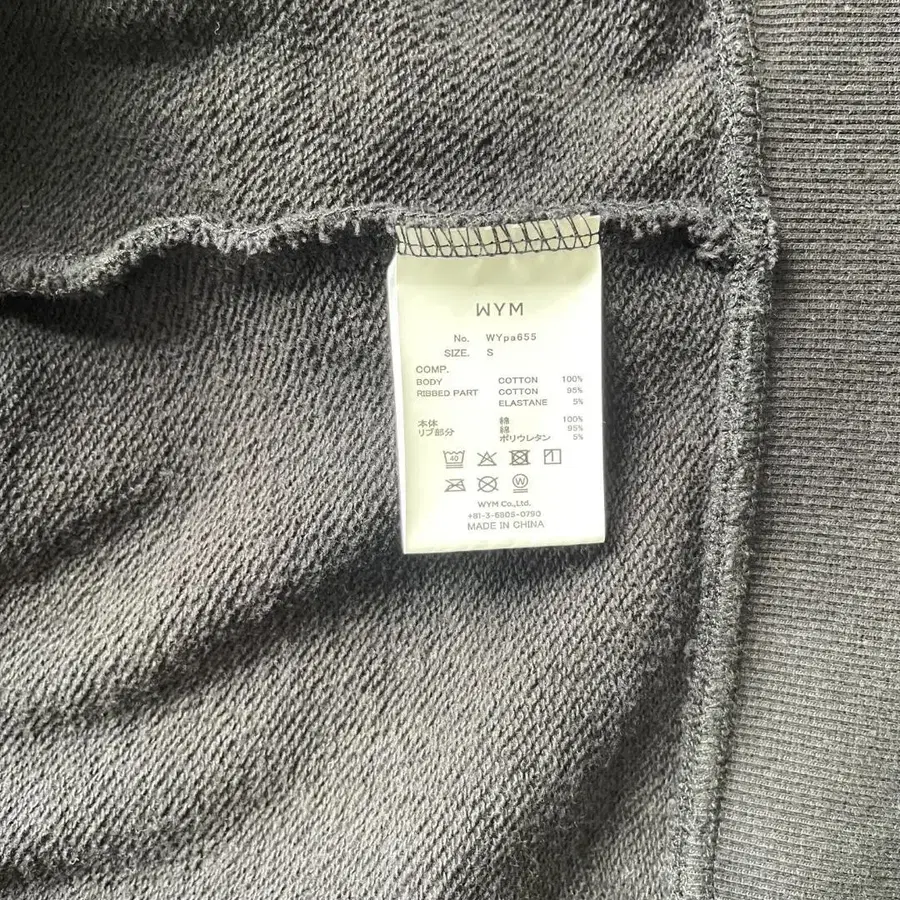 WYM
No. WYpa655
SIZE. S
COMP.
BODY COTTON 100%
RIBBED PART COTTON 95%
ELASTANE 5%
本体 綿 100%
リブ部分 綿 95%
ポリウレタン 5%
40
W
WYM Co.,Ltd.
+81-3-6805-0790
MADE IN CHINA